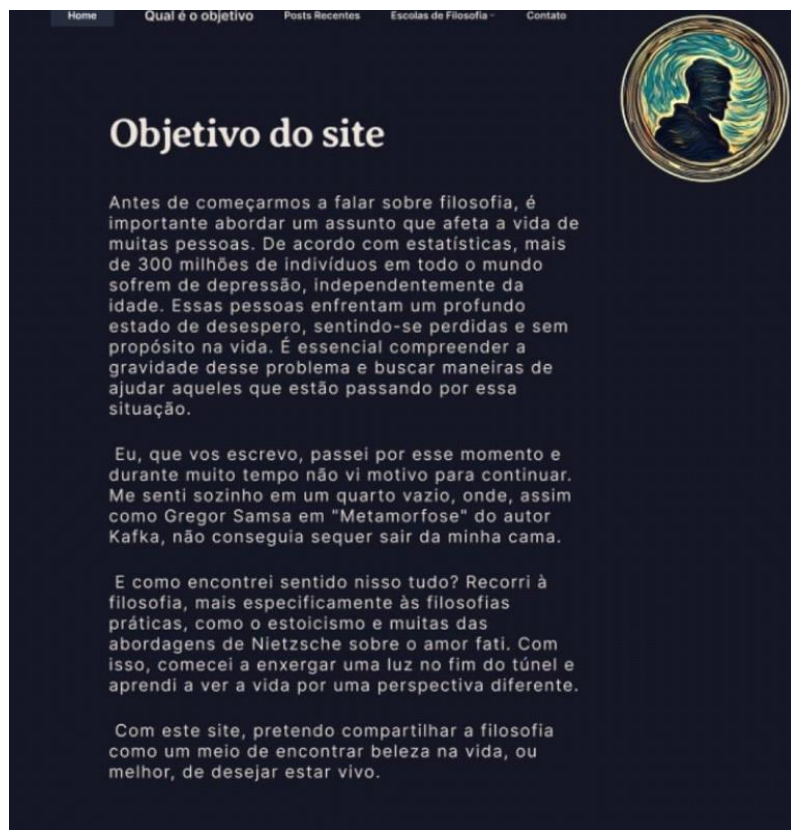 Home Qual é o objetivo Posts Recentes Escolas de Filosofia Contato
Objetivo do site
Antes de começarmos a falar sobre filosofia, é
importante abordar um assunto que afeta a vida de
muitas pessoas. De acordo com estatísticas, mais
de 300 milhões de indivíduos em todo o mundo
sofrem de depressão, independentemente da
idade. Essas pessoas enfrentam um profundo
estado de desespero, sentindo-se perdidas e sem
propósito na vida. É essencial compreender a
gravidade desse problema e buscar maneiras de
ajudar aqueles que estão passando por essa
situação.
Eu, que vos escrevo, passei por esse momento e
durante muito tempo não vi motivo para continuar.
Me senti sozinho em um quarto vazio, onde, assim
como Gregor Samsa em "Metamorfose" do autor
Kafka, não conseguia sequer sair da minha cama.
E como encontrei sentido nisso tudo? Recorri à
filosofia, mais especificamente às filosofias
práticas, como o estoicismo e muitas das
abordagens de Nietzsche sobre o amor fati. Com
isso, comecei a enxergar uma luz no fim do túnel e
aprendi a ver a vida por uma perspectiva diferente.
Com este site, pretendo compartilhar a filosofia
como um meio de encontrar beleza na vida, ou
melhor, de desejar estar vivo.